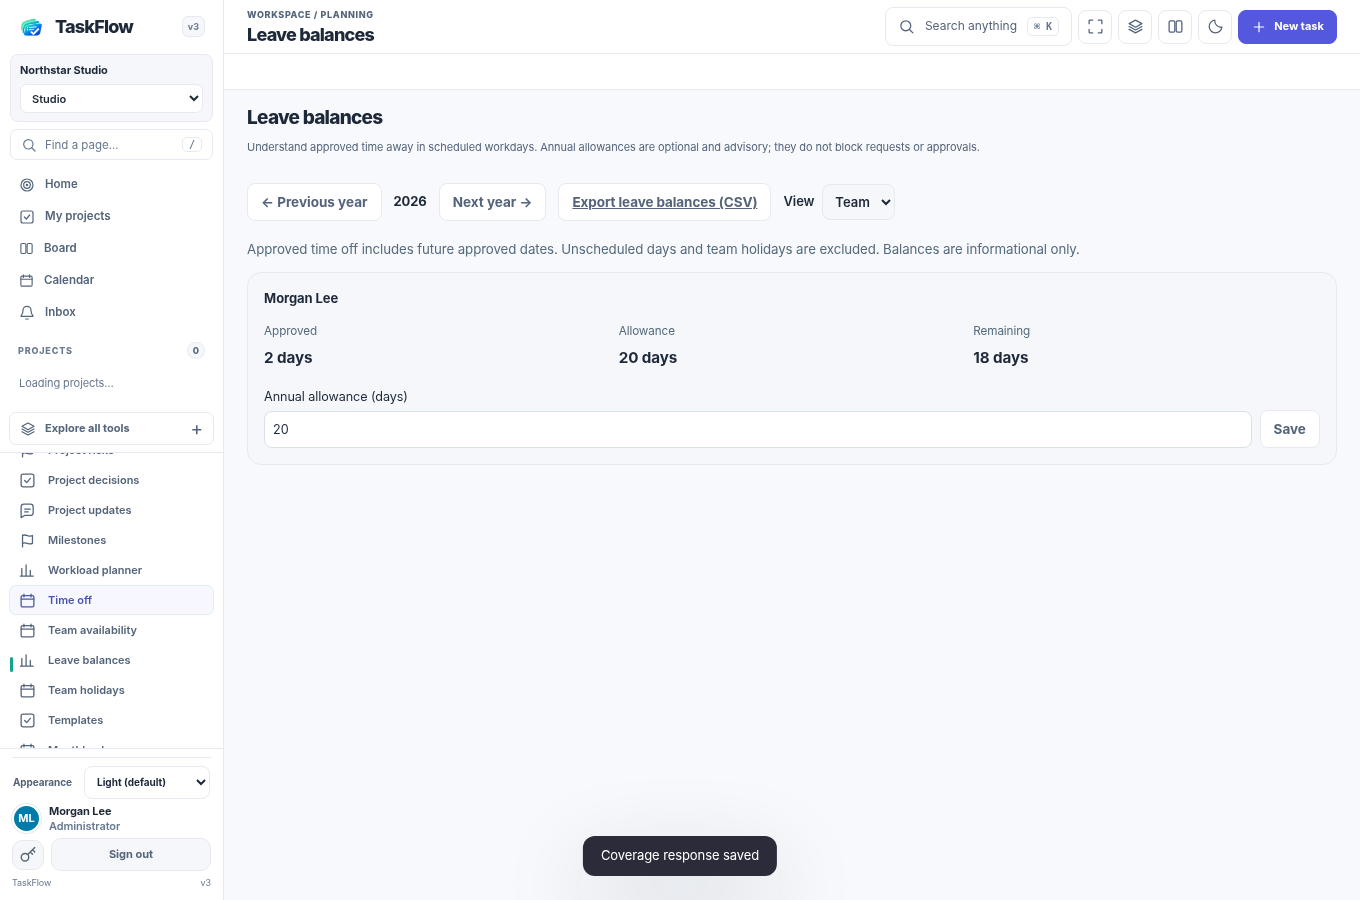 TaskFlow
v3
Northstar Studio
Studio
Find a page...
/
Home
My projects
Board
Calendar
Inbox
PROJECTS
0
Loading projects...
Explore all tools
+
Project decisions
Project updates
Milestones
Workload planner
Time off
Team availability
Leave balances
Team holidays
Templates
Appearance
Light (default)
ML
Morgan Lee
Administrator
Sign out
TaskFlow
v3
WORKSPACE / PLANNING
Leave balances
Search anything
⌘ K
New task
Leave balances
Understand approved time away in scheduled workdays. Annual allowances are optional and advisory; they do not block requests or approvals.
← Previous year
2026
Next year →
Export leave balances (CSV)
View
Team
Approved time off includes future approved dates. Unscheduled days and team holidays are excluded. Balances are informational only.
Morgan Lee
Approved
Allowance
Remaining
2 days
20 days
18 days
Annual allowance (days)
20
Save
Coverage response saved